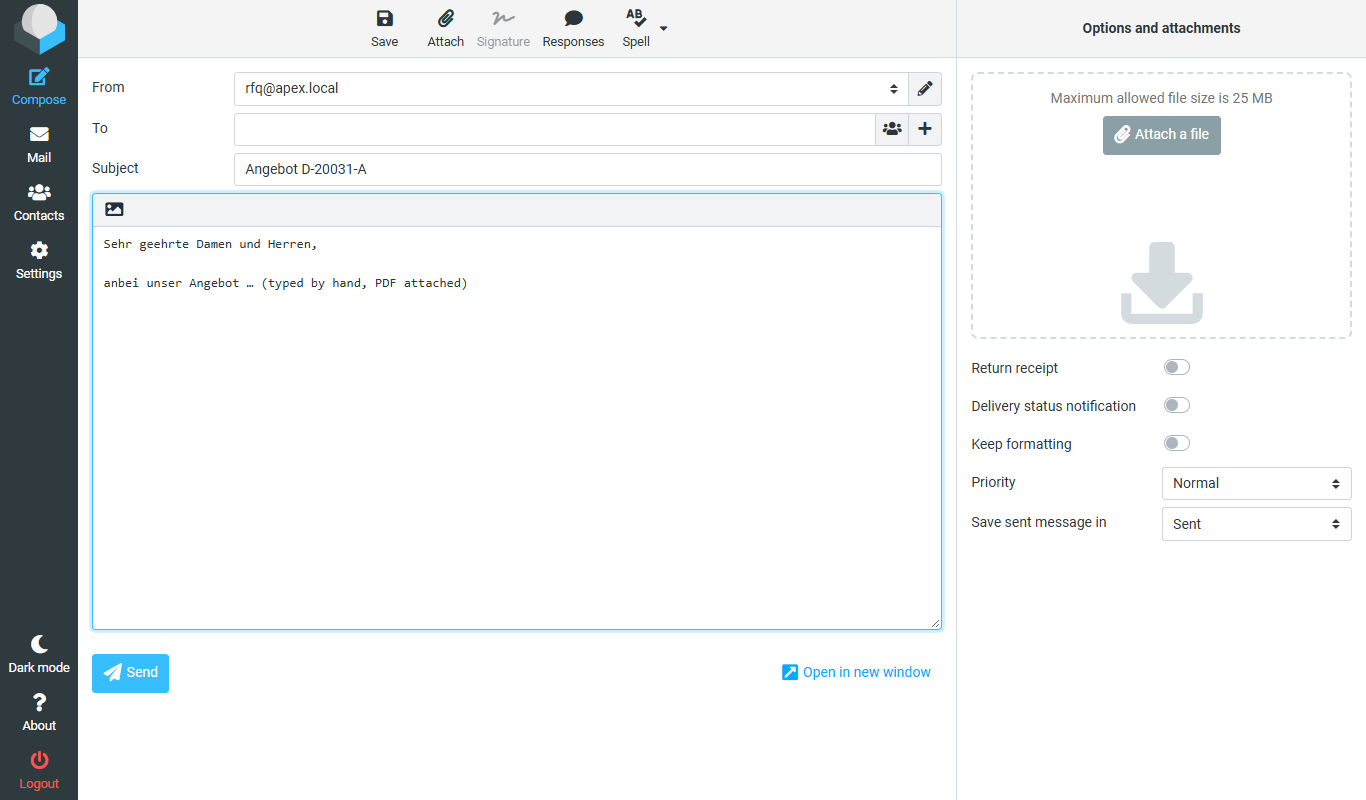 Save
Attach
Signature
Responses
AB
Spell
Options and attachments
Compose
Mail
Contacts
Settings
From
rfq@apex.local
To
Subject
Angebot D-20031-A
Sehr geehrte Damen und Herren,
anbei unser Angebot … (typed by hand, PDF attached)
Send
Open in new window
Maximum allowed file size is 25 MB
Attach a file
Return receipt
Delivery status notification
Keep formatting
Priority
Normal
Save sent message in
Sent
Dark mode
?
About
Logout